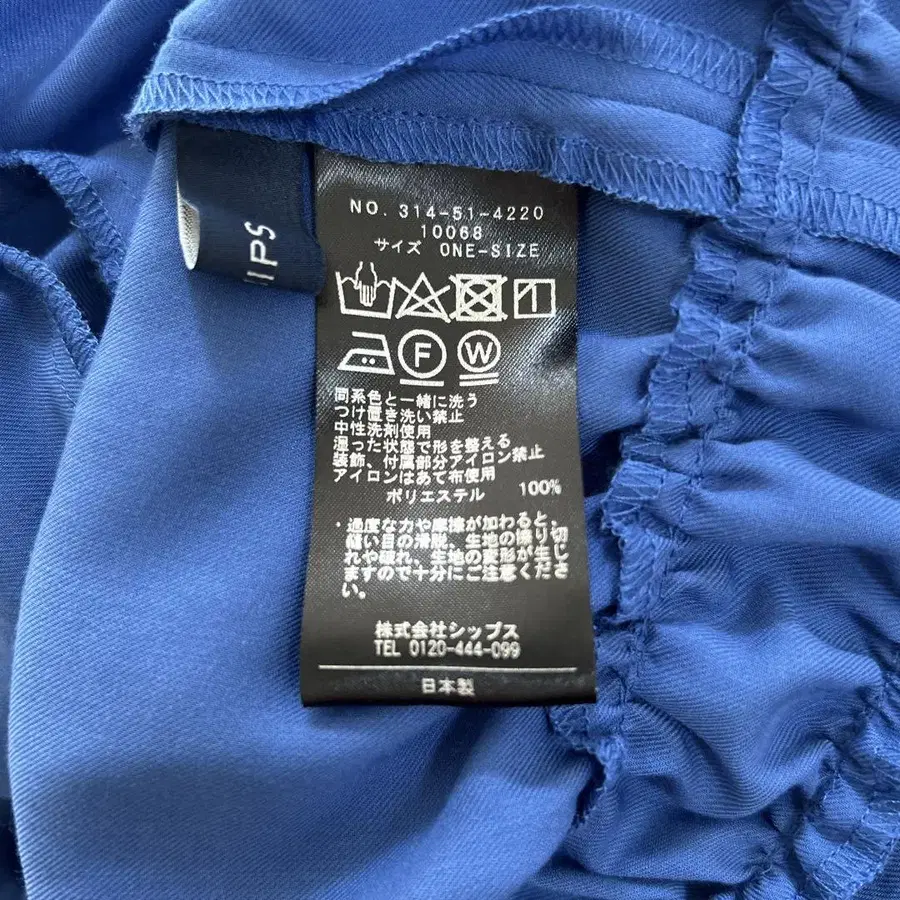 IIPS
NO. 314-51-4220
10068
サイズ ONE-SIZE
F
W
同系色と一緒に洗う
つけ置き洗い禁止
中性洗剤使用
湿った状態で形を整える
装飾、付属部分アイロン禁止
アイロンはあて布使用
ポリエステル 100%
・過度な力や摩擦が加わると、
縫い目の滑脱、生地の擦り切
れや破れ、生地の変形が生じ
ますので十分にご注意くださ
い。
株式会社シップス
TEL 0120-444-099
日本製